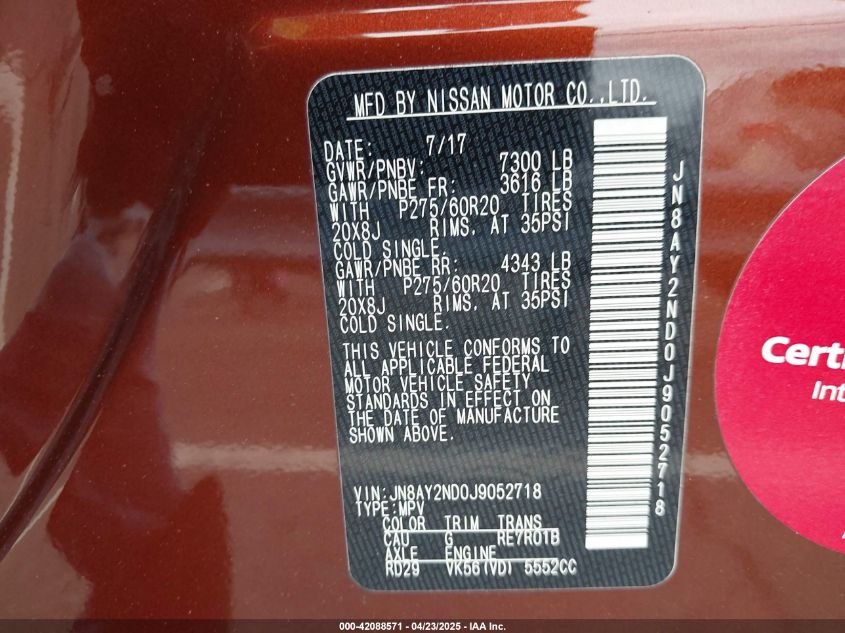 MFD BY NISSAN MOTOR CO.,LTD.
DATE: 7/17
GVWR/PNBV: 7300 LB
GAWR/PNBE FR: 3616 LB
WITH P275/60R20 TIRES
20X8J RIMS. AT 35PSI
COLD SINGLE.
GAWR/PNBE RR: 4343 LB
WITH P275/60R20 TIRES
20X8J RIMS. AT 35PSI
COLD SINGLE.
THIS VEHICLE CONFORMS TO
ALL APPLICABLE FEDERAL
MOTOR VEHICLE SAFETY
STANDARDS IN EFFECT ON
THE DATE OF MANUFACTURE
SHOWN ABOVE.
VIN:JN8AY2ND0J9052718
TYPE:MPV
COLOR TRIM TRANS
CAU G RE7R01B
AXLE ENGINE
RD29 VK56(VD) 5552CC
JN8AY2ND0J9052718
Certi
Int
000-42088571 - 04/23/2025 - IAA Inc.